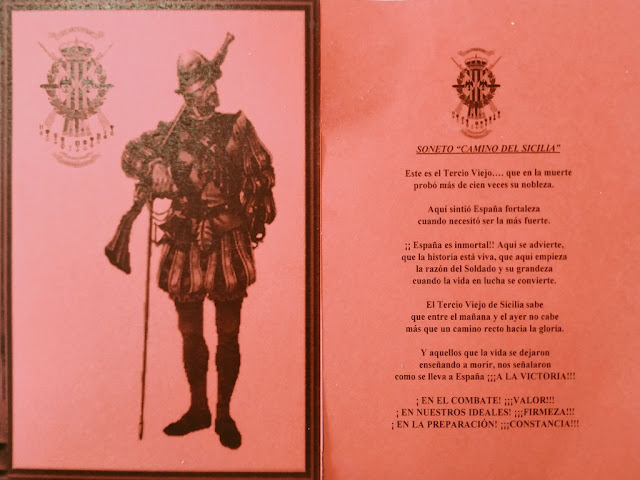 SONETO "CAMINO DEL SICILIA"
Este es el Tercio Viejo…. que en la muerte
probó más de cien veces su nobleza.
Aquí sintió España fortaleza
cuando necesitó ser la más fuerte.
¡¡ España es inmortal!! Aquí se advierte,
que la historia está viva, que aquí empieza
la razón del Soldado y su grandeza
cuando la vida en lucha se convierte.
El Tercio Viejo de Sicilia sabe
que entre el mañana y el ayer no cabe
más que un camino recto hacia la gloria.
Y aquellos que la vida se dejaron
enseñando a morir, nos señalaron
como se lleva a España ¡¡¡A LA VICTORIA!!!
¡ EN EL COMBATE! ¡¡¡VALOR!!!
¡ EN NUESTROS IDEALES! ¡¡¡FIRMEZA!!!
¡ EN LA PREPARACIÓN! ¡¡¡CONSTANCIA!!!